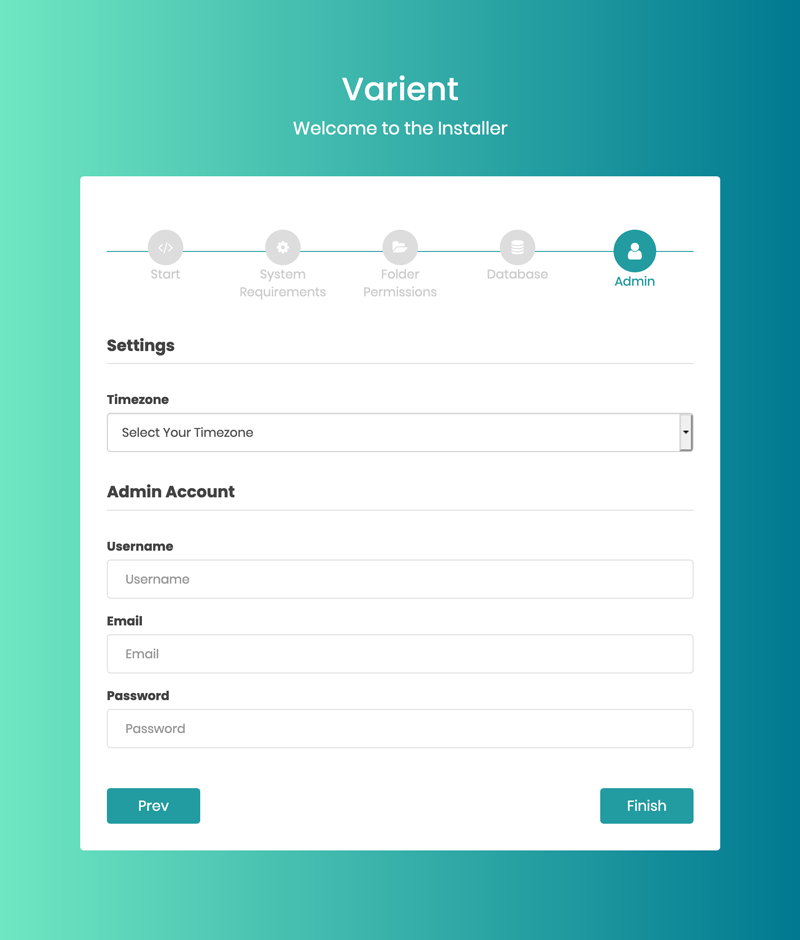 Varient
Welcome to the Installer
Start
System
Requirements
Folder
Permissions
Database
Admin
Settings
Timezone
Select Your Timezone
Admin Account
Username
Username
Email
Email
Password
Password
Prev
Finish